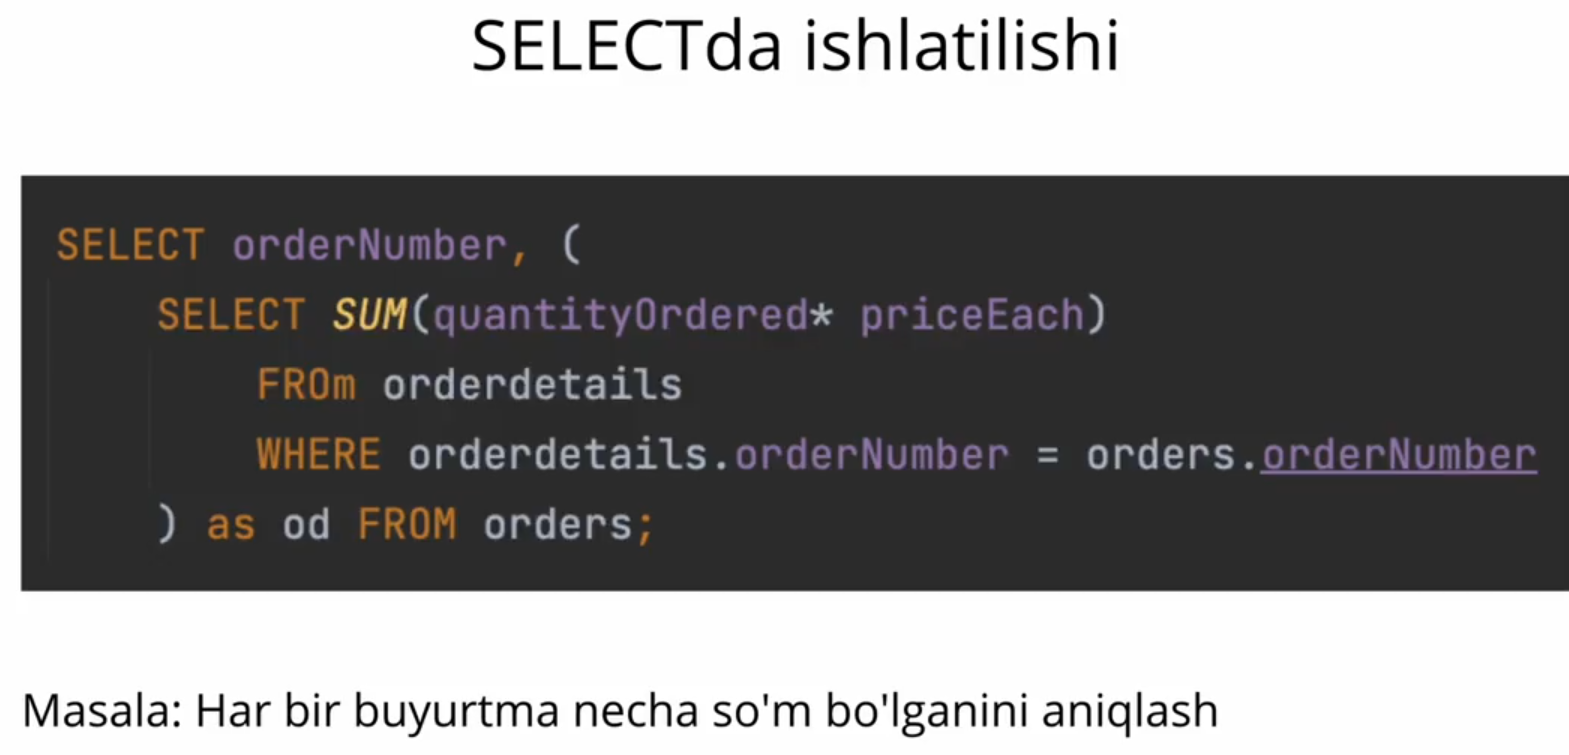 SELECTda ishlatilishi
SELECT orderNumber, (
SELECT SUM(quantityOrdered* priceEach)
FROm orderdetails
WHERE orderdetails.orderNumber = orders.orderNumber
) as od FROM orders;
Masala: Har bir buyurtma necha so'm bo'lganini aniqlash